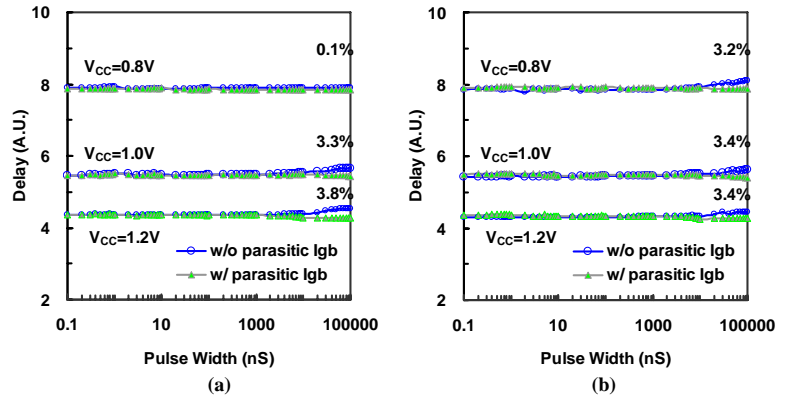 10
8
6
4
2
Delay (A.U.)
V_CC=0.8V
0.1%
V_CC=1.0V
3.3%
3.8%
V_CC=1.2V
w/o parasitic Igb
w/ parasitic Igb
0.1
10
1000
100000
Pulse Width (nS)
(a)
10
8
6
4
2
Delay (A.U.)
V_CC=0.8V
3.2%
V_CC=1.0V
3.4%
3.4%
V_CC=1.2V
w/o parasitic Igb
w/ parasitic Igb
0.1
10
1000
100000
Pulse Width (nS)
(b)